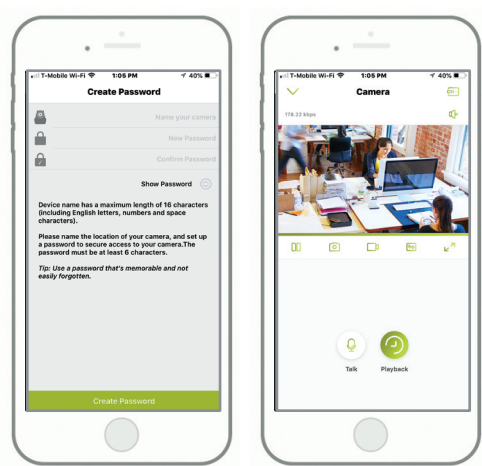 T-Mobile Wi-Fi 1:05 PM 40%
Create Password
Name your camera
New Password
Confirm Password
Show Password
Device name has a maximum length of 16 characters
(including English letters, numbers and space
characters).
Please name the location of your camera, and set up
a password to secure access to your camera.The
password must be at least 6 characters.
Tip: Use a password that's memorable and not
easily forgotten.
Create Password
T-Mobile Wi-Fi 1:05 PM 40%
Camera
178.22 kbps
Talk Playback